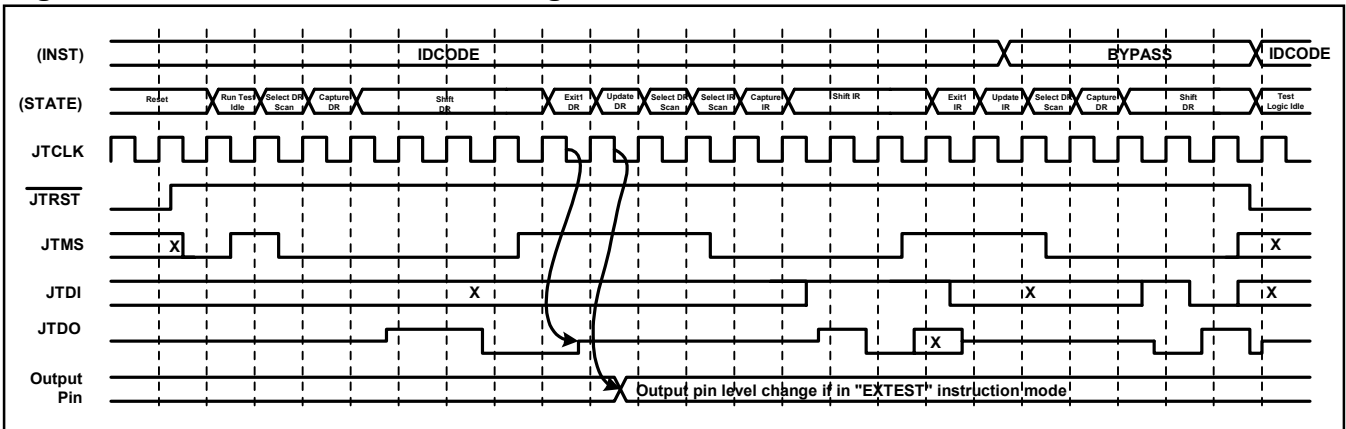 (INST) IDCODE BYPASS IDCODE
(STATE) Reset Run Test Idle Select DR Scan Capture DR Shift DR Exit1 DR Update DR Select DR Scan Select IR Scan Capture IR Shift IR Exit1 IR Update IR Select DR Scan Capture DR Shift DR Test Logic Idle
JTCLK
JTRST
JTMS X X
JTDI X X X
JTDO X
Output Pin Output pin level change if in "EXTEST" instruction mode